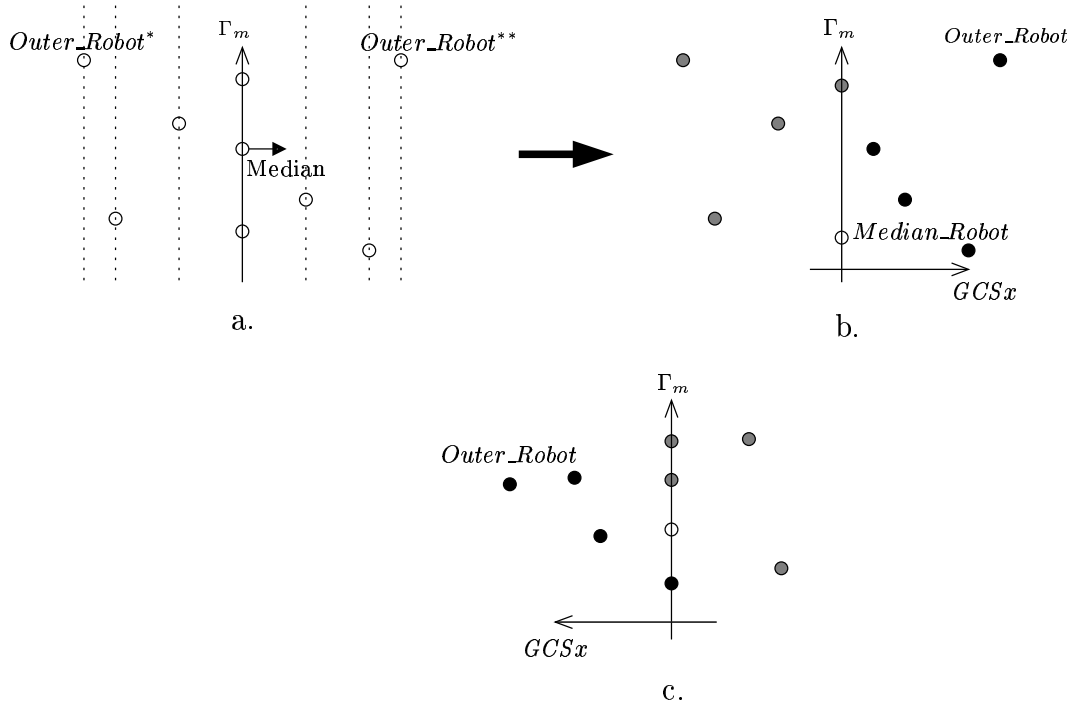 Γm
Outer_Robot*
Outer_Robot**
Median
a.
Γm
Outer_Robot
Median_Robot
GCSx
b.
Γm
Outer_Robot
GCSx
c.